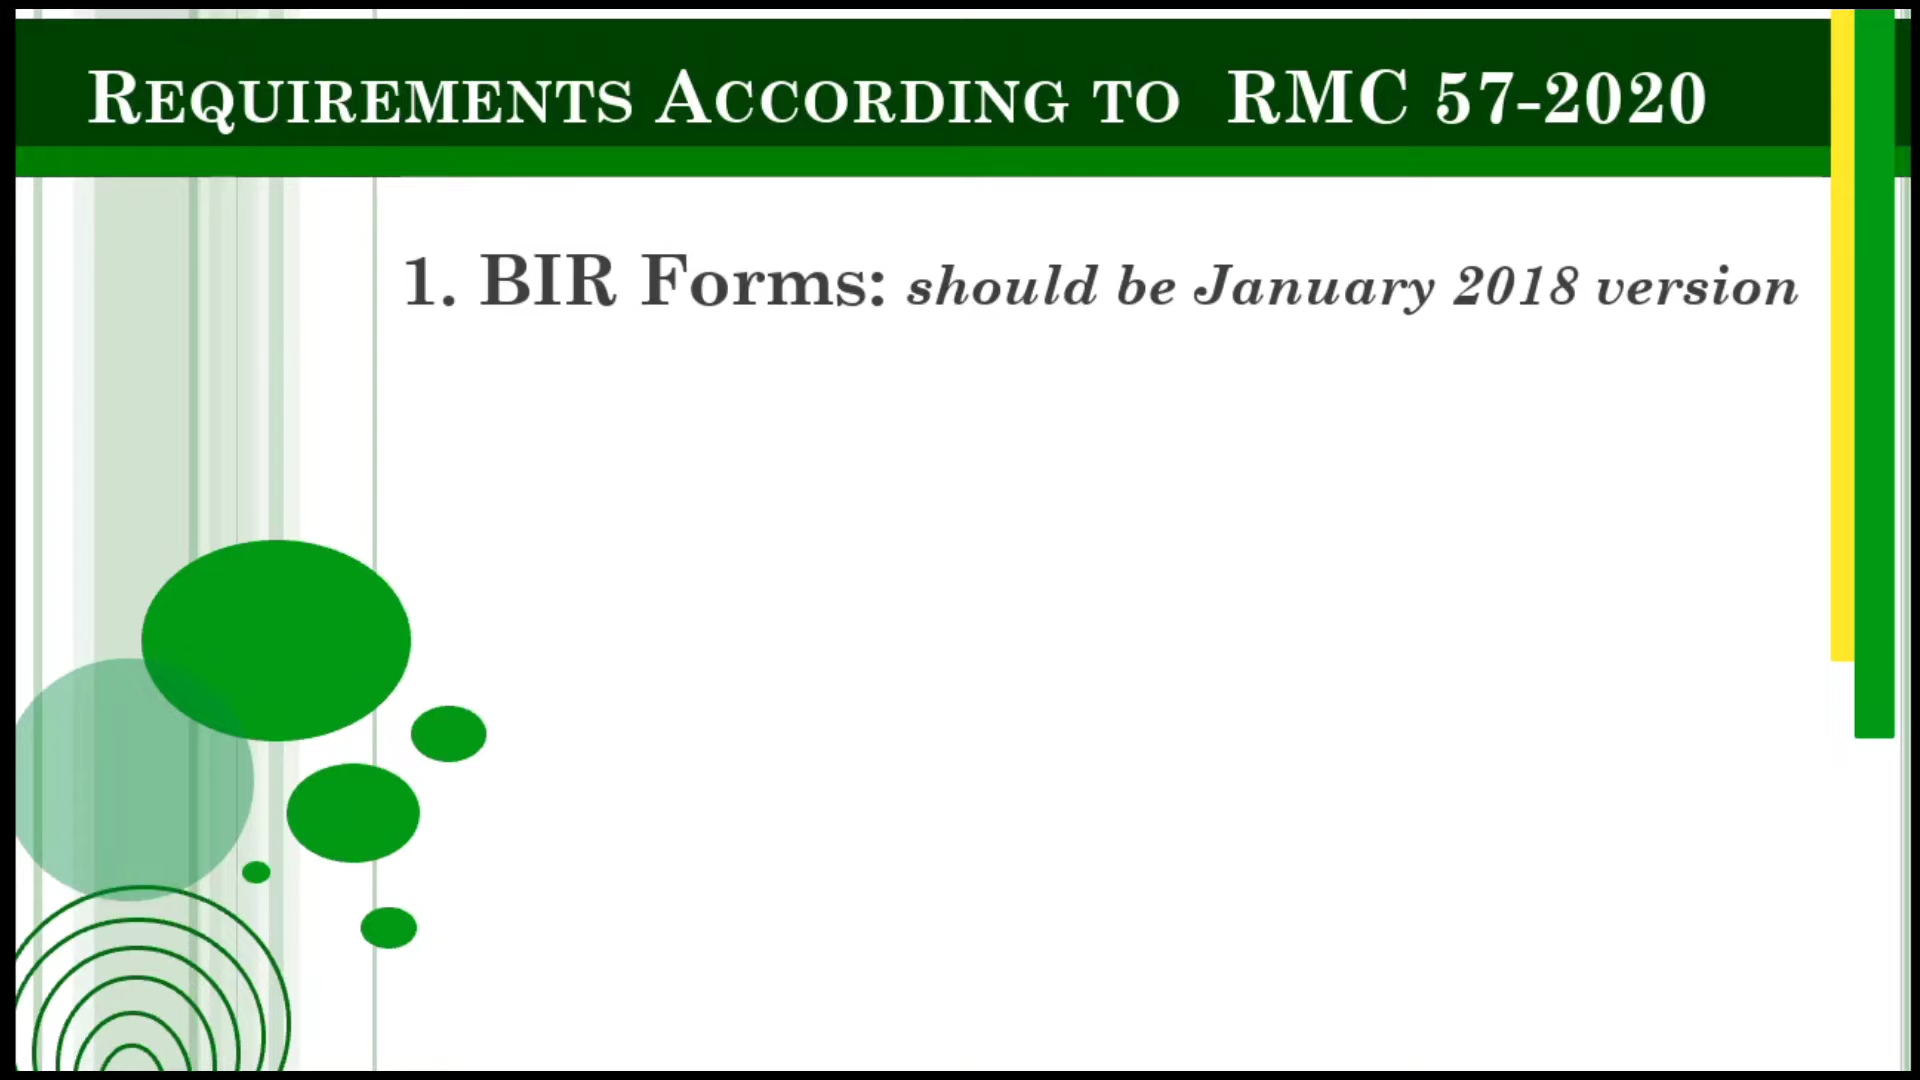 Requirements According to RMC 57-2020
1. BIR Forms: should be January 2018 version